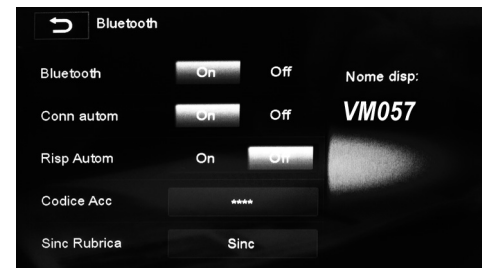 Bluetooth
Bluetooth On Off
Nome disp:
Conn autom On Off
VM057
Risp Autom On Off
Codice Acc ****
Sinc Rubrica Sinc